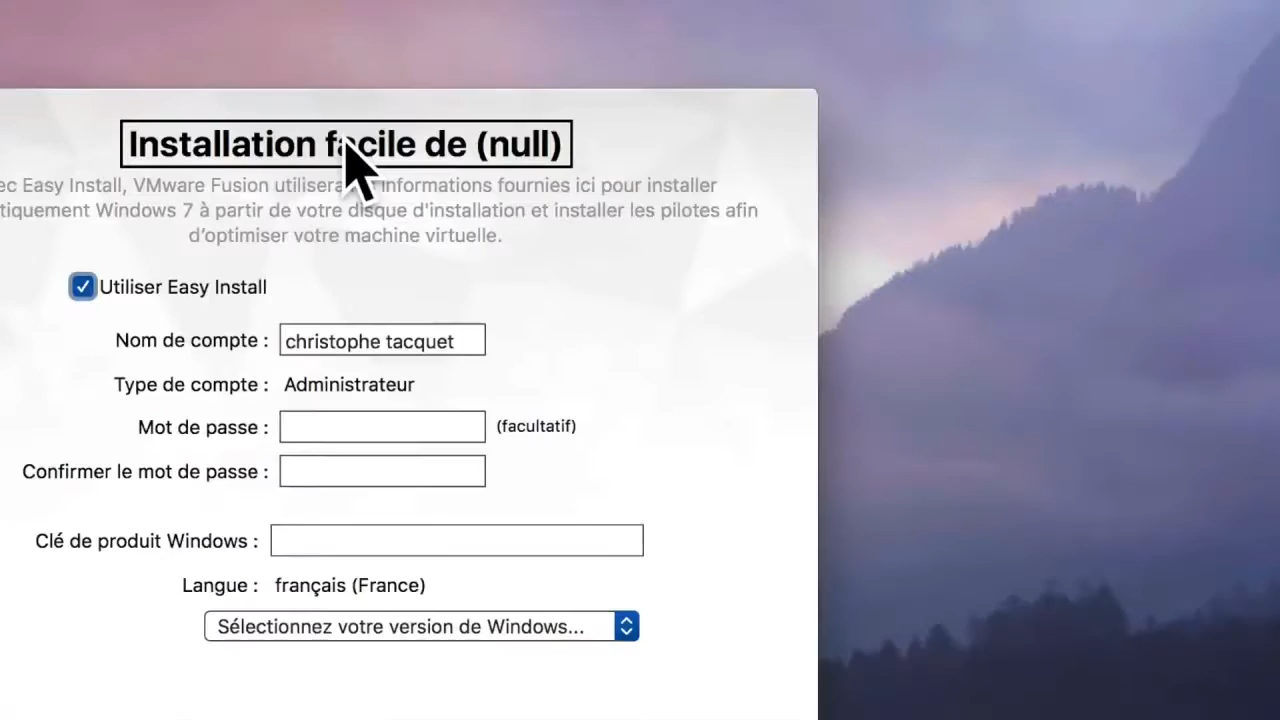 Installation facile de (null)
ec Easy Install, VMware Fusion utilisera informations fournies ici pour installer
tiquement Windows 7 à partir de votre disque d'installation et installer les pilotes afin
d'optimiser votre machine virtuelle.
Utiliser Easy Install
Nom de compte : christophe tacquet
Type de compte : Administrateur
Mot de passe : (facultatif)
Confirmer le mot de passe :
Clé de produit Windows :
Langue : français (France)
Sélectionnez votre version de Windows...